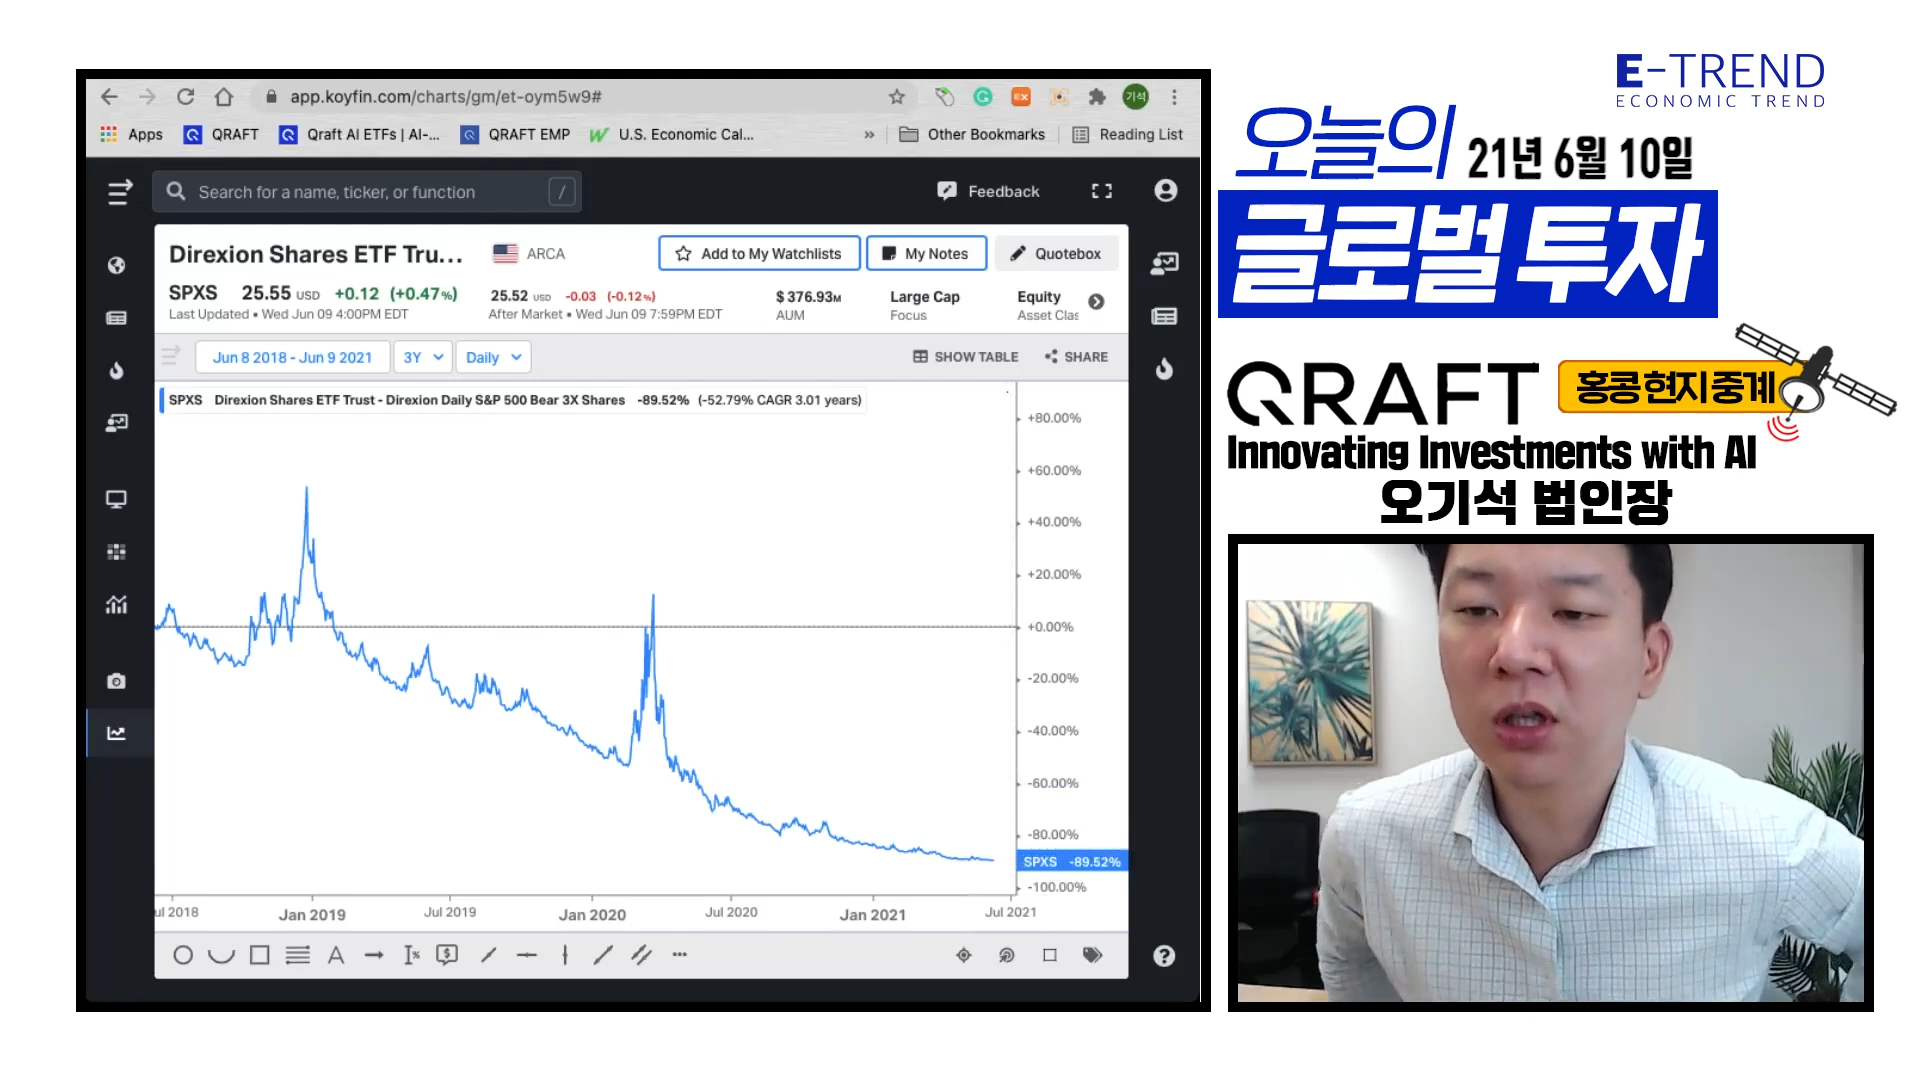 app.koyfin.com/charts/gm/et-oym5w9#
EX
기석
Apps
QRAFT
Qraft AI ETFs | AI-...
QRAFT EMP
U.S. Economic Cal...
»
Other Bookmarks
Reading List
Search for a name, ticker, or function
/
Feedback
Direxion Shares ETF Tru...
ARCA
Add to My Watchlists
My Notes
Quotebox
SPXS 25.55 USD +0.12 (+0.47%)
Last Updated • Wed Jun 09 4:00PM EDT
25.52 USD -0.03 (-0.12%)
After Market • Wed Jun 09 7:59PM EDT
$ 376.93M
AUM
Large Cap
Focus
Equity
Asset Clas
Jun 8 2018 - Jun 9 2021
3Y
Daily
SHOW TABLE
SHARE
SPXS Direxion Shares ETF Trust - Direxion Daily S&P 500 Bear 3X Shares -89.52% (-52.79% CAGR 3.01 years)
+80.00%
+60.00%
+40.00%
+20.00%
+0.00%
-20.00%
-40.00%
-60.00%
-80.00%
SPXS -89.52%
-100.00%
ul 2018
Jan 2019
Jul 2019
Jan 2020
Jul 2020
Jan 2021
Jul 2021
E-TREND
ECONOMIC TREND
오늘의 21년 6월 10일
글로벌 투자
QRAFT
홍콩 현지 중계
Innovating Investments with AI
오기석 법인장